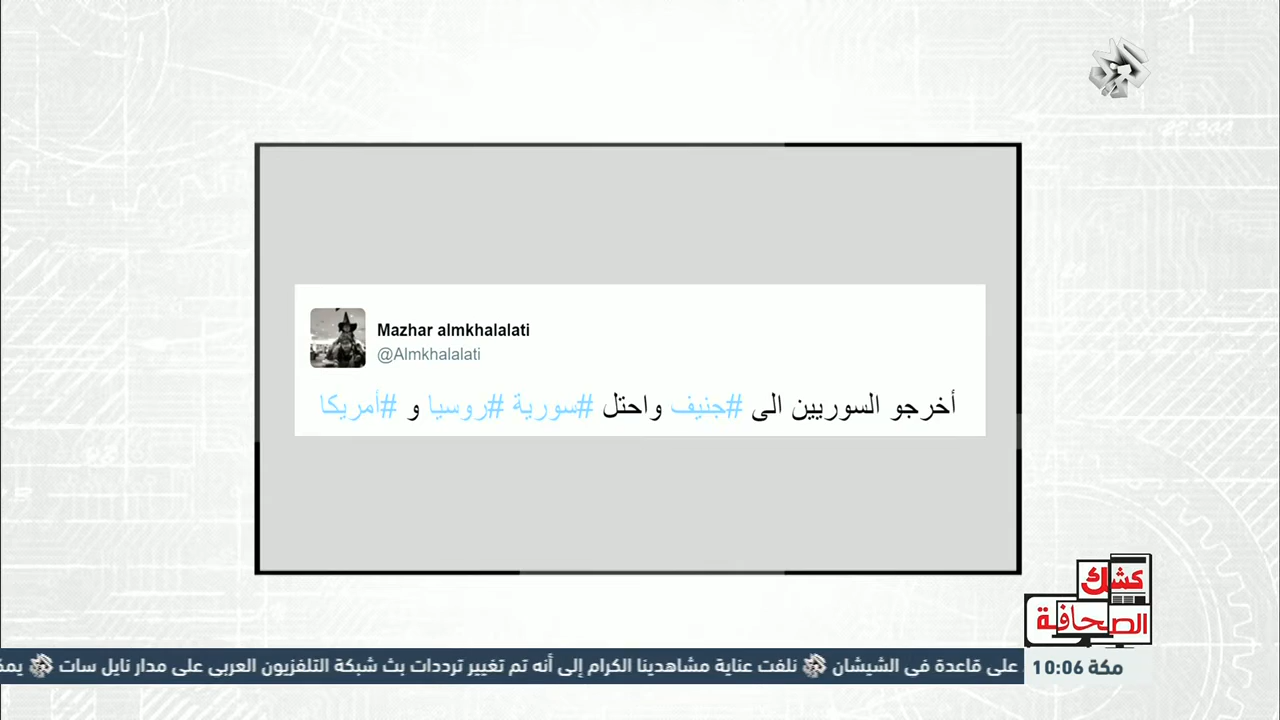 Mazhar almkhalalati
@Almkhalalati
أخرجو السوريين الى #جنيف واحتل #سورية #روسيا و #أمريكا
كشك
الصحافة
مكة 10:06
على قاعدة فى الشيشان نلفت عناية مشاهدينا الكرام إلى أنه تم تغيير ترددات بث شبكة التلفزيون العربى على مدار نايل سات